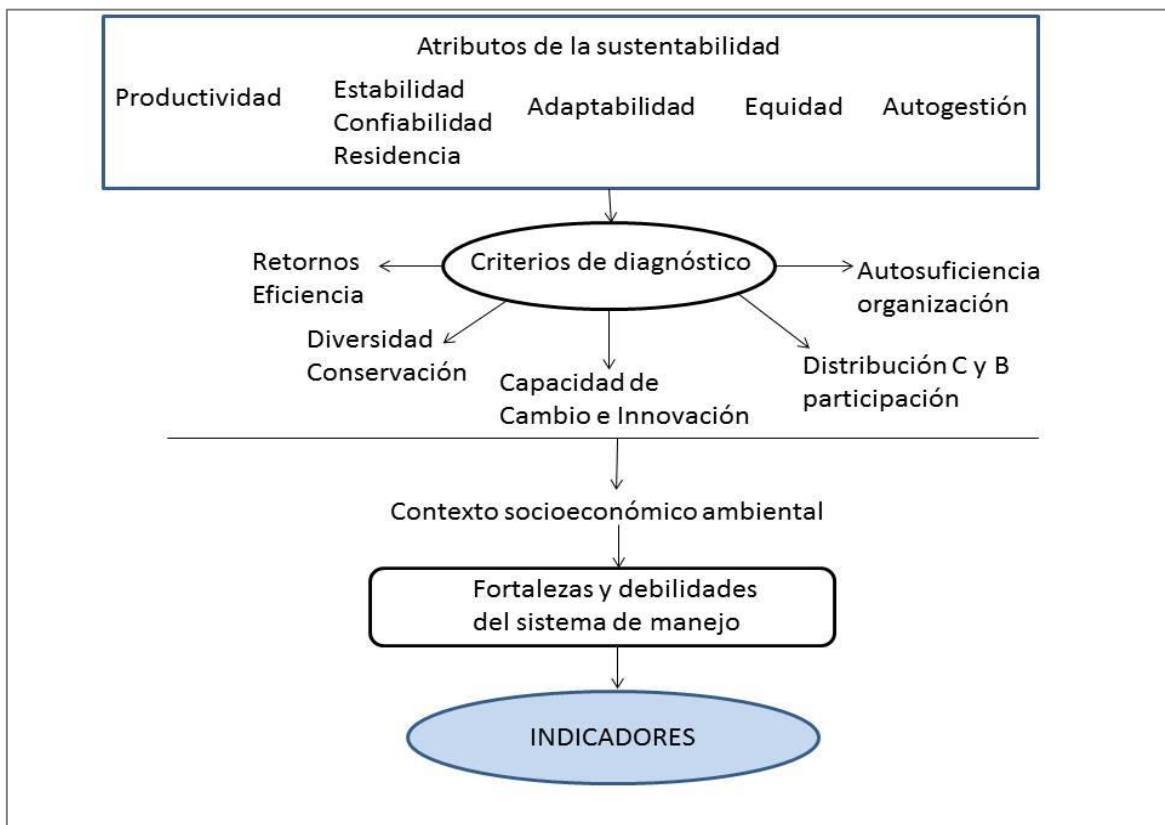 Atributos de la sustentabilidad
Productividad
Estabilidad
Confiabilidad
Residencia
Adaptabilidad
Equidad
Autogestión
Criterios de diagnóstico
Retornos
Eficiencia
Diversidad
Conservación
Capacidad de
Cambio e Innovación
Distribución C y B
participación
Autosuficiencia
organización
Contexto socioeconómico ambiental
Fortalezas y debilidades
del sistema de manejo
INDICADORES